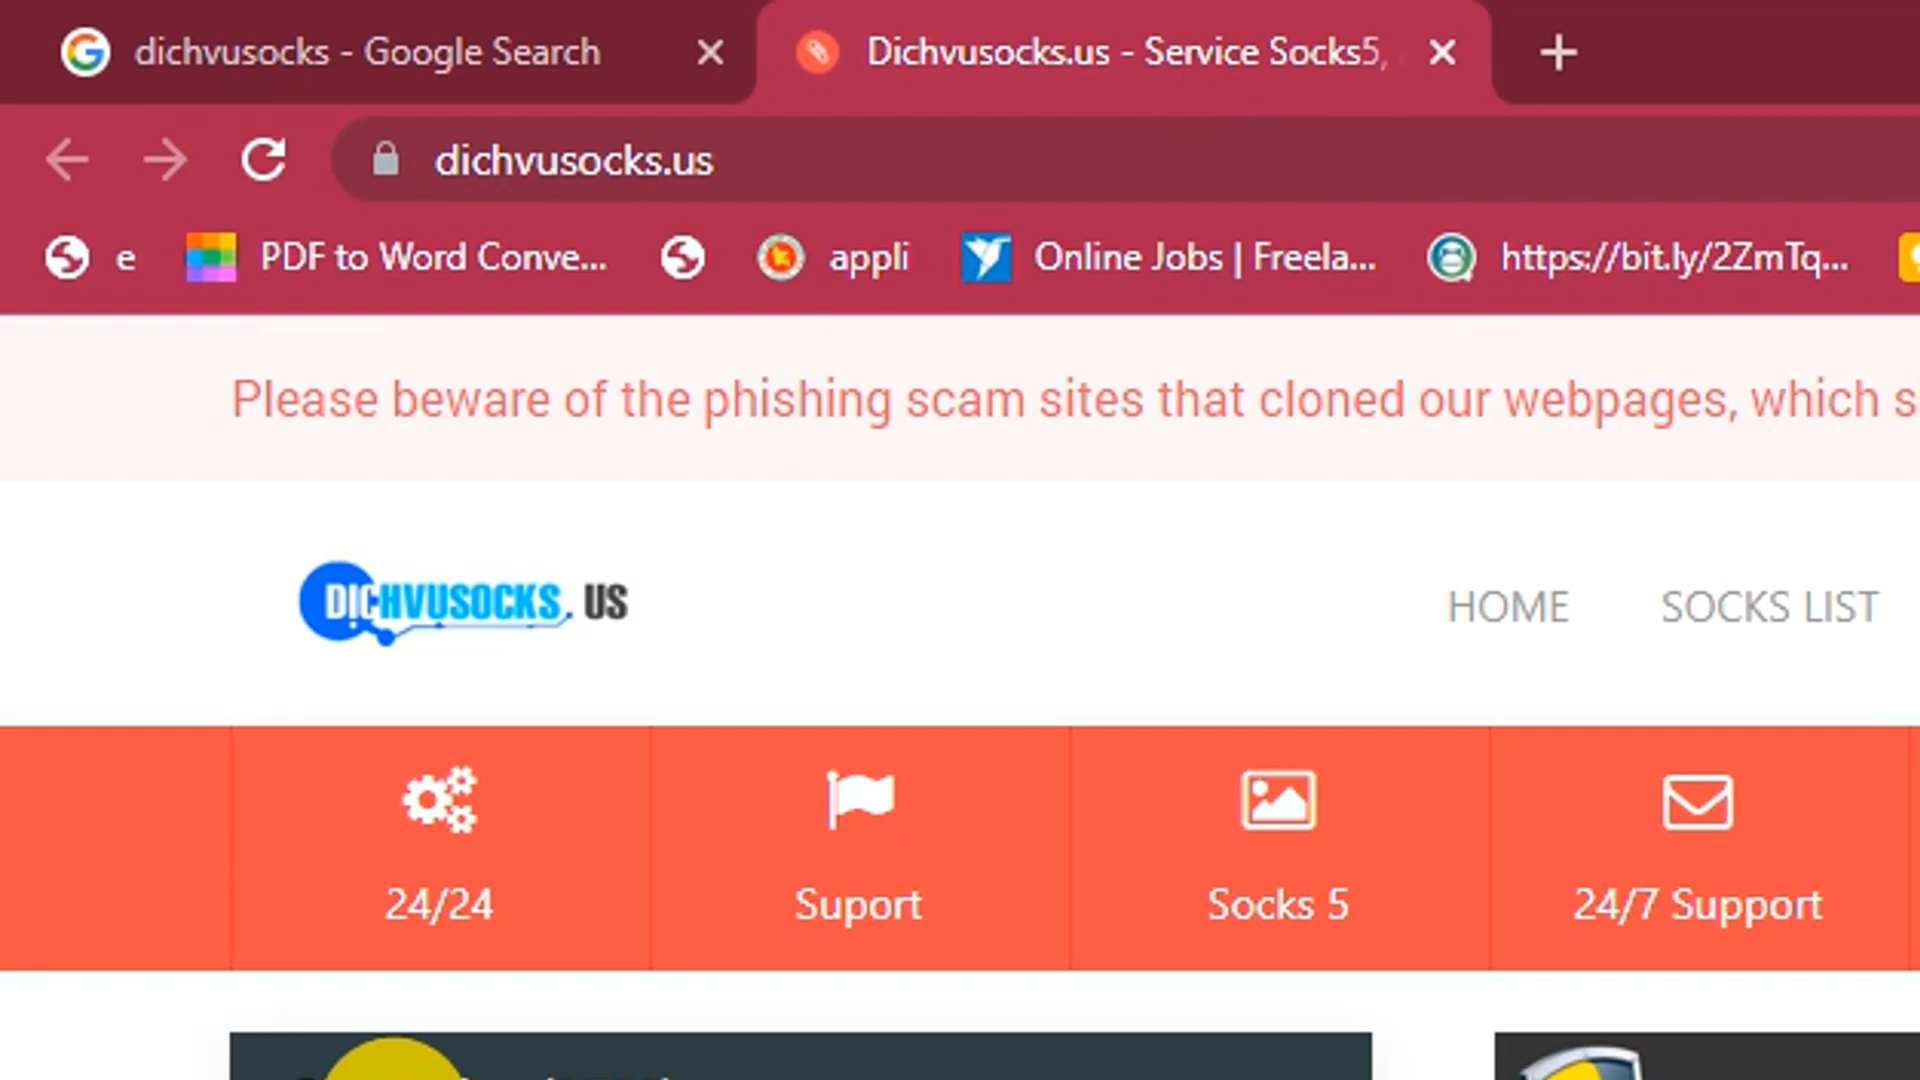 dichvusocks - Google Search
Dichvusocks.us - Service Socks5,
dichvusocks.us
e
PDF to Word Conve...
appli
Online Jobs | Freela...
https://bit.ly/2ZmTq...
Please beware of the phishing scam sites that cloned our webpages, which s
DICHVUSOCKS. US
HOME
SOCKS LIST
24/24
Suport
Socks 5
24/7 Support